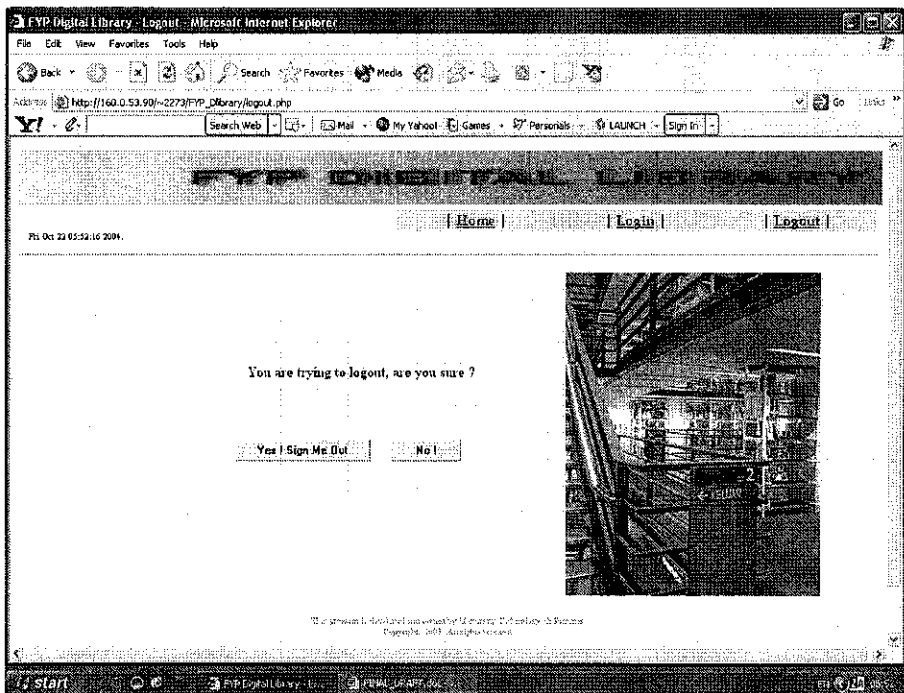 FYP Digital Library - Logout - Microsoft Internet Explorer
File Edit View Favorites Tools Help
Back Search Favorites Media
Address http://160.0.53.90/~2273/FYP_Dlibrary/logout.php Go Links »
Y! Search Web Mail My Yahoo! Games Personals LAUNCH Sign In
| Home | | Login | | Logout |
Fri Oct 22 05:52:16 2004.
You are trying to logout, are you sure ?
Yes ! Sign Me Out No !
2
start FYP Digital Library - L... FINAL_DRAFT.doc ...